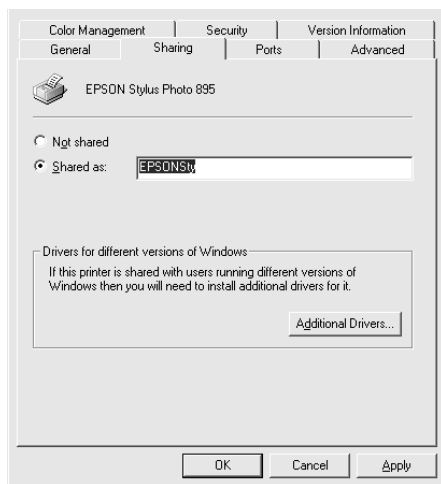 Color Management Security Version Information
General Sharing Ports Advanced
EPSON Stylus Photo 895
Not shared
Shared as: EPSONSty
Drivers for different versions of Windows
If this printer is shared with users running different versions of
Windows then you will need to install additional drivers for it.
Additional Drivers...
OK Cancel Apply